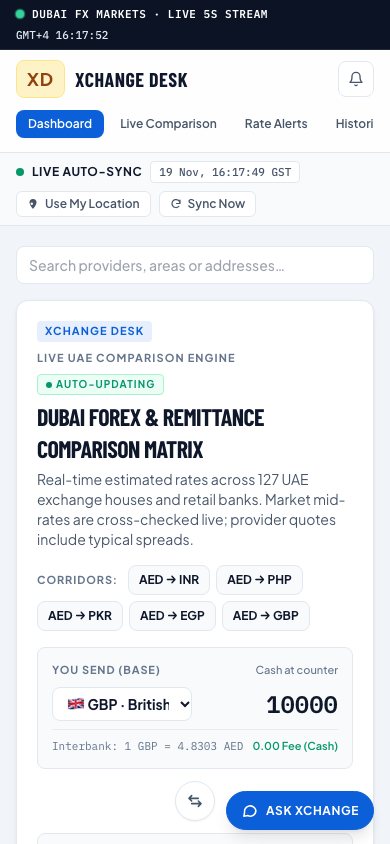 DUBAI FX MARKETS · LIVE 5S STREAM
GMT+4 16:17:52
XD XCHANGE DESK
Dashboard Live Comparison Rate Alerts Histori
LIVE AUTO-SYNC 19 Nov, 16:17:49 GST
Use My Location Sync Now
Search providers, areas or addresses…
XCHANGE DESK
LIVE UAE COMPARISON ENGINE
AUTO-UPDATING
DUBAI FOREX & REMITTANCE
COMPARISON MATRIX
Real-time estimated rates across 127 UAE
exchange houses and retail banks. Market mid-
rates are cross-checked live; provider quotes
include typical spreads.
CORRIDORS: AED → INR AED → PHP
AED → PKR AED → EGP AED → GBP
YOU SEND (BASE) Cash at counter
🇬🇧 GBP · British 10000
Interbank: 1 GBP = 4.8303 AED 0.00 Fee (Cash)
ASK XCHANGE